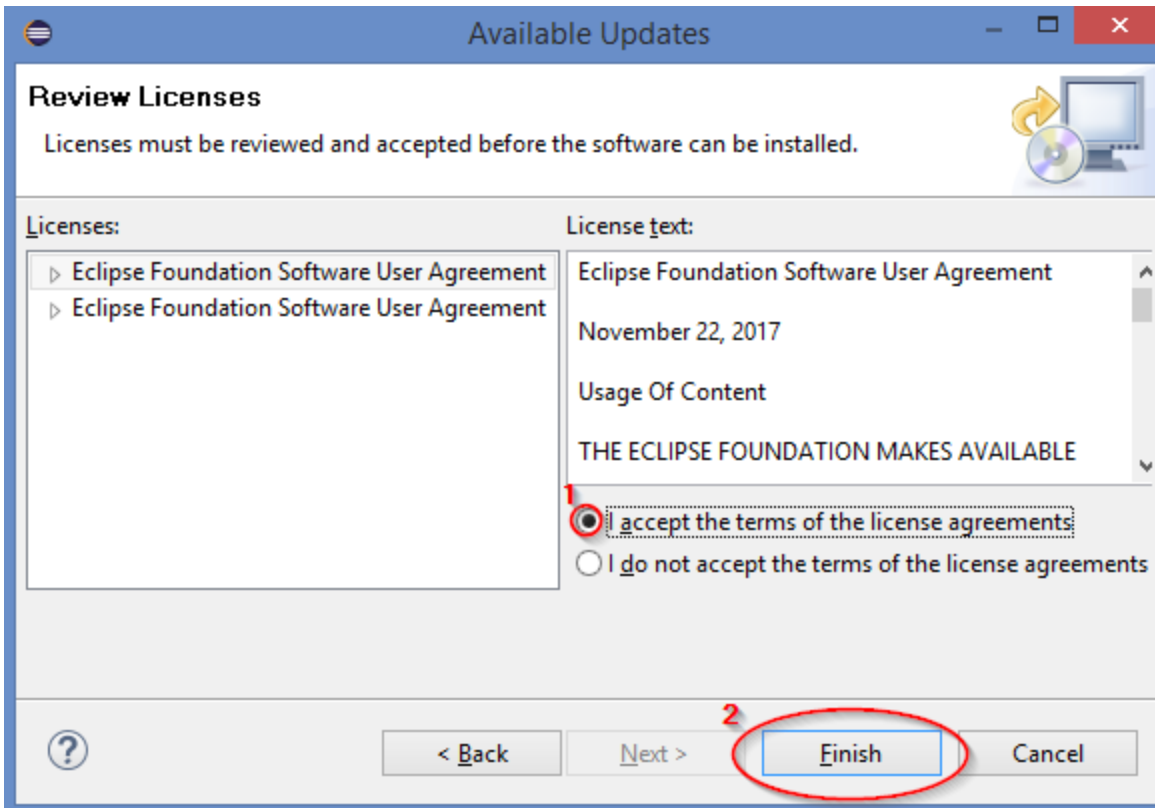 Available Updates
Review Licenses
Licenses must be reviewed and accepted before the software can be installed.
Licenses:
Eclipse Foundation Software User Agreement
Eclipse Foundation Software User Agreement
License text:
Eclipse Foundation Software User Agreement
November 22, 2017
Usage Of Content
THE ECLIPSE FOUNDATION MAKES AVAILABLE
1
I accept the terms of the license agreements
I do not accept the terms of the license agreements
2
?
< Back
Next >
Finish
Cancel